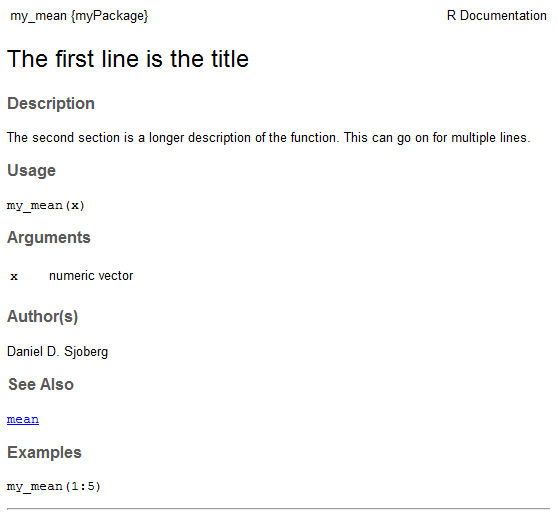 my_mean {myPackage} R Documentation
The first line is the title
Description
The second section is a longer description of the function. This can go on for multiple lines.
Usage
my_mean(x)
Arguments
x numeric vector
Author(s)
Daniel D. Sjoberg
See Also
mean
Examples
my_mean(1:5)